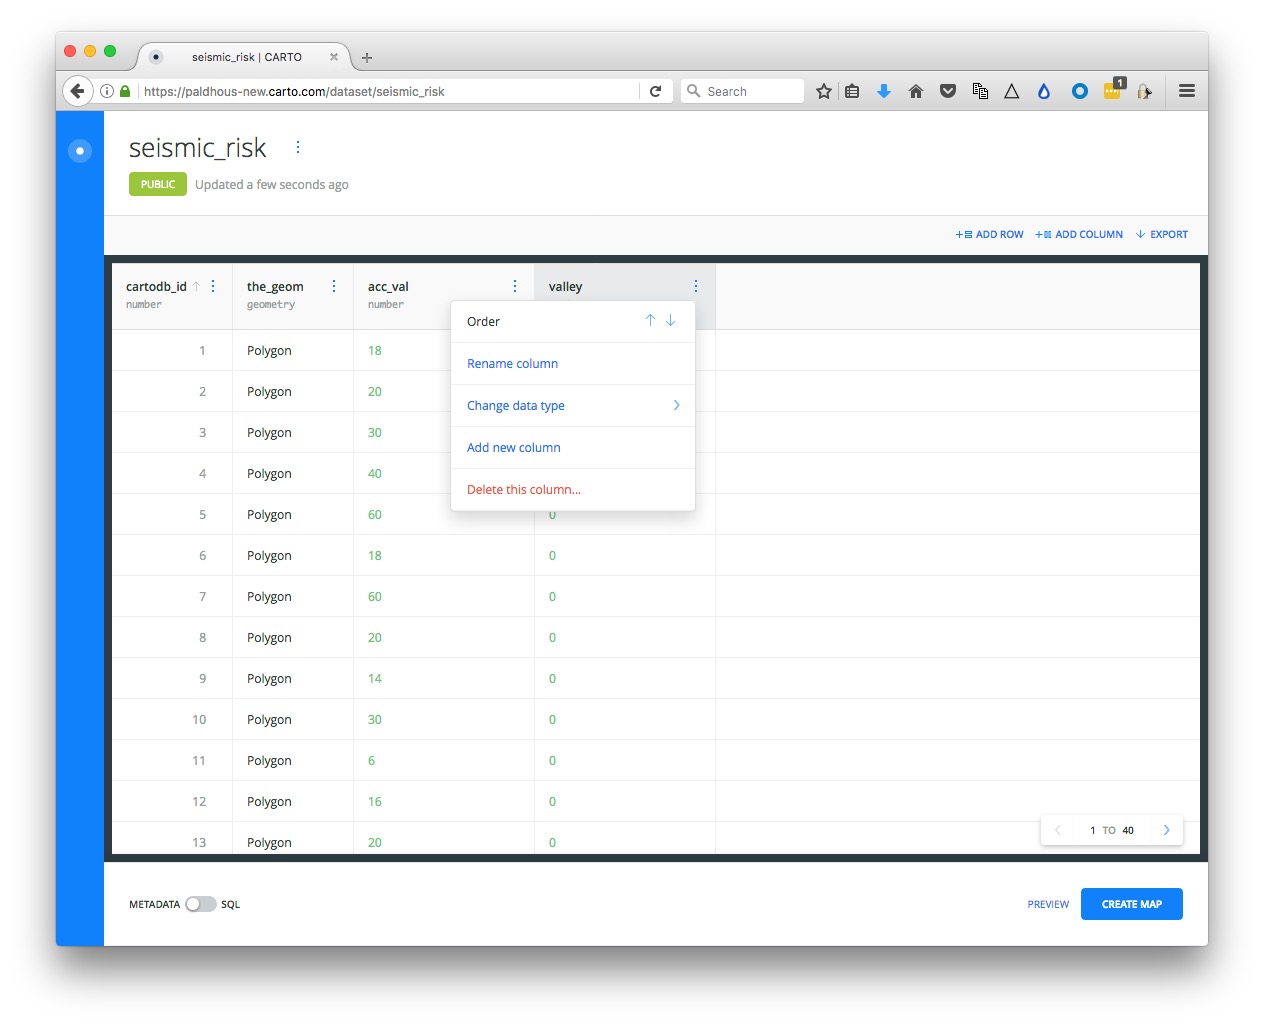 seismic_risk | CARTO
https://paldhous-new.carto.com/dataset/seismic_risk
Search
1
seismic_risk
PUBLIC
Updated a few seconds ago
ADD ROW
ADD COLUMN
EXPORT
cartodb_id the_geom acc_val valley
number geometry number
Order
Rename column
Change data type
Add new column
Delete this column...
1 Polygon 18
2 Polygon 20
3 Polygon 30
4 Polygon 40
5 Polygon 60 0
6 Polygon 18 0
7 Polygon 60 0
8 Polygon 20 0
9 Polygon 14 0
10 Polygon 30 0
11 Polygon 6 0
12 Polygon 16 0
13 Polygon 20 0
1 TO 40
METADATA SQL
PREVIEW
CREATE MAP